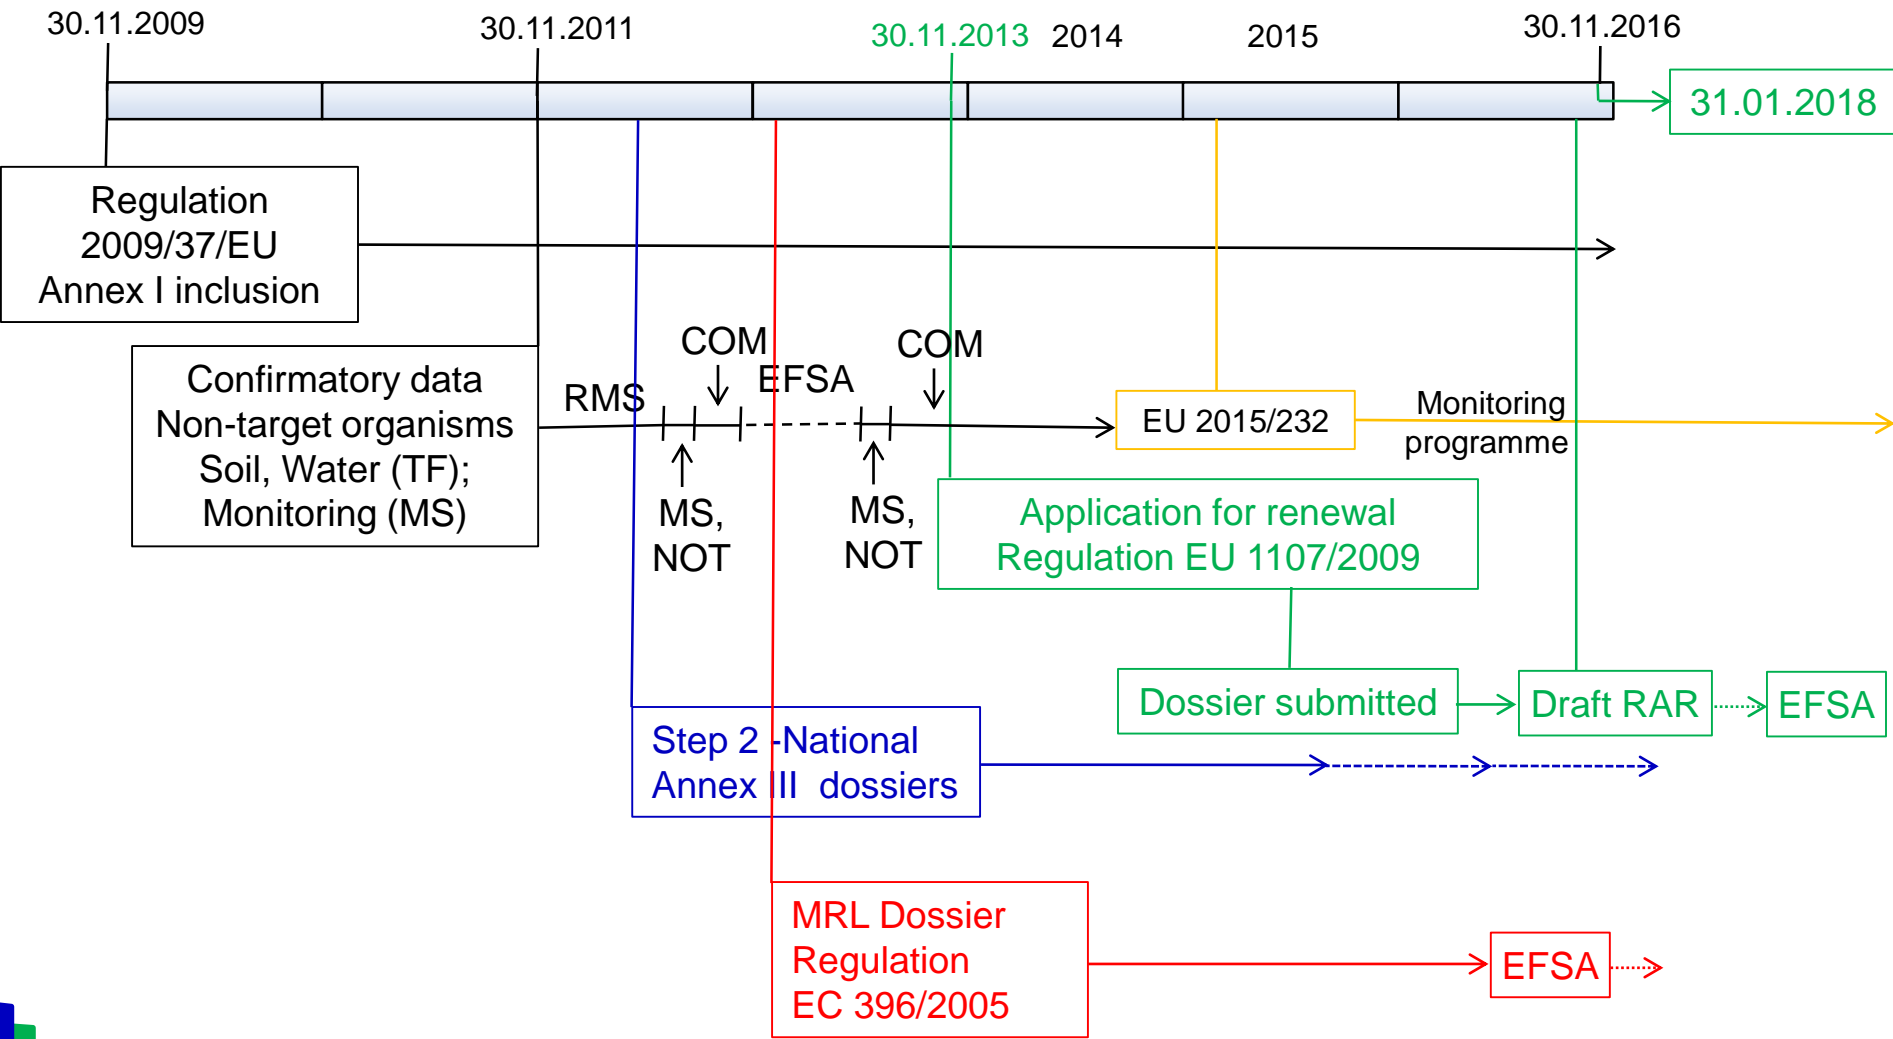 30.11.2009
30.11.2011
30.11.2013
2014
2015
30.11.2016
31.01.2018
Regulation
2009/37/EU
Annex I inclusion
Confirmatory data
Non-target organisms
Soil, Water (TF);
Monitoring (MS)
RMS
COM
EFSA
COM
MS,
NOT
MS,
NOT
EU 2015/232
Monitoring
programme
Application for renewal
Regulation EU 1107/2009
Dossier submitted
Draft RAR
EFSA
Step 2 -National
Annex III dossiers
MRL Dossier
Regulation
EC 396/2005
EFSA